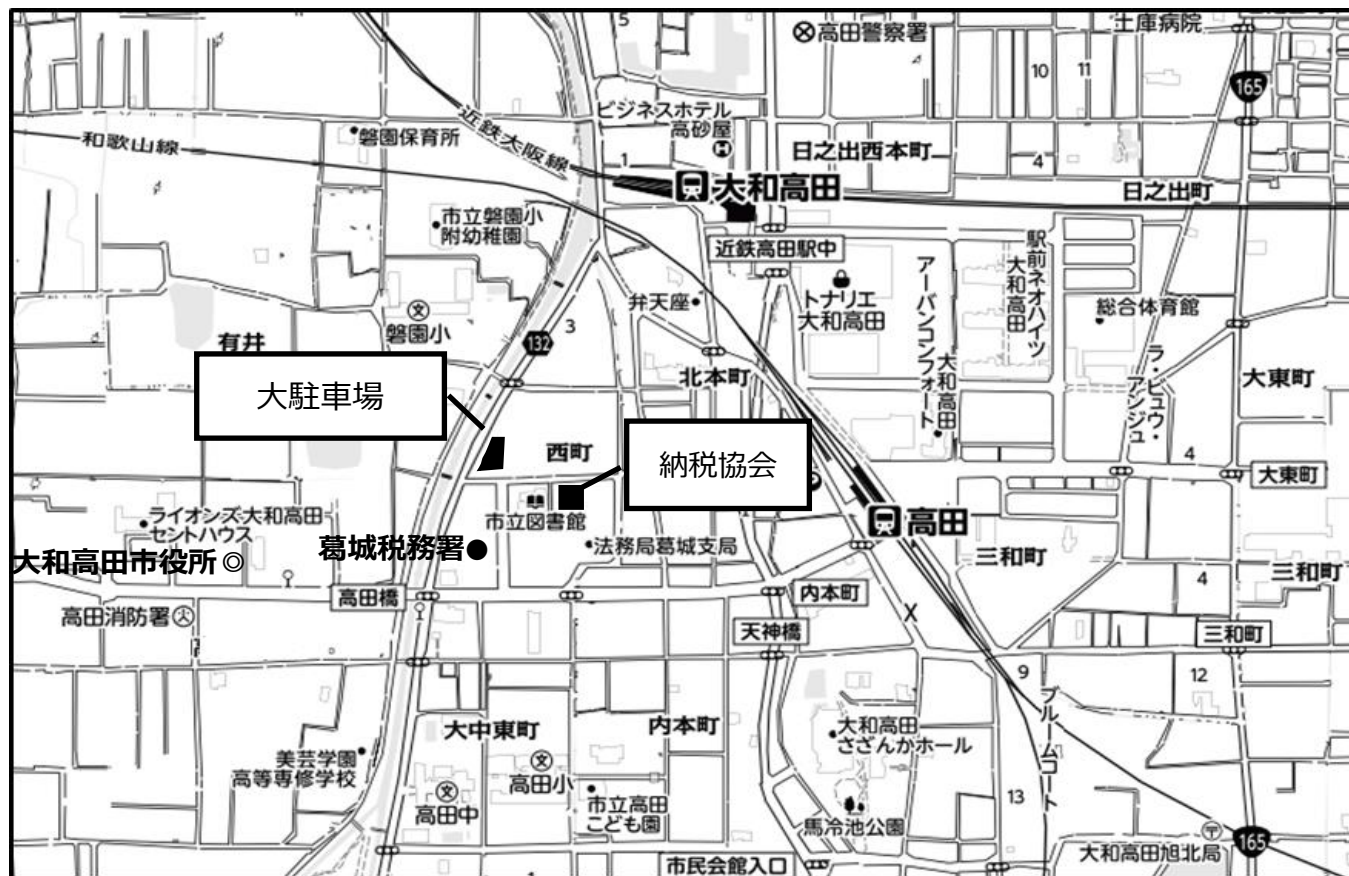 5
高田警察署
土庫病院
10
11
165
ビジネスホテル
高砂屋
近鉄大阪線
和歌山線
磐園保育所
1
日之出西本町
4
大和高田
日之出町
市立磐園小
附幼稚園
近鉄高田駅中
弁天座
トナリエ
大和高田
アーバンコンフォート
大和高田
駅前ネオハイツ
大和高田
総合体育館
磐園小
文
有井
132
3
北本町
ラ・ビュウ・
アンジュ
大東町
大駐車場
西町
納税協会
4
大東町
市立図書館
ライオンズ大和高田
セントハウス
大和高田市役所
葛城税務署
法務局葛城支局
高田
三和町
4
三和町
高田橋
内本町
高田消防署
天神橋
三和町
9
12
大中東町
内本町
大和高田
さざんかホール
ブルームコート
美芸学園
高等専修学校
文
高田小
文
高田中
市立高田
こども園
13
馬冷池公園
市民会館入口
大和高田旭北局
165